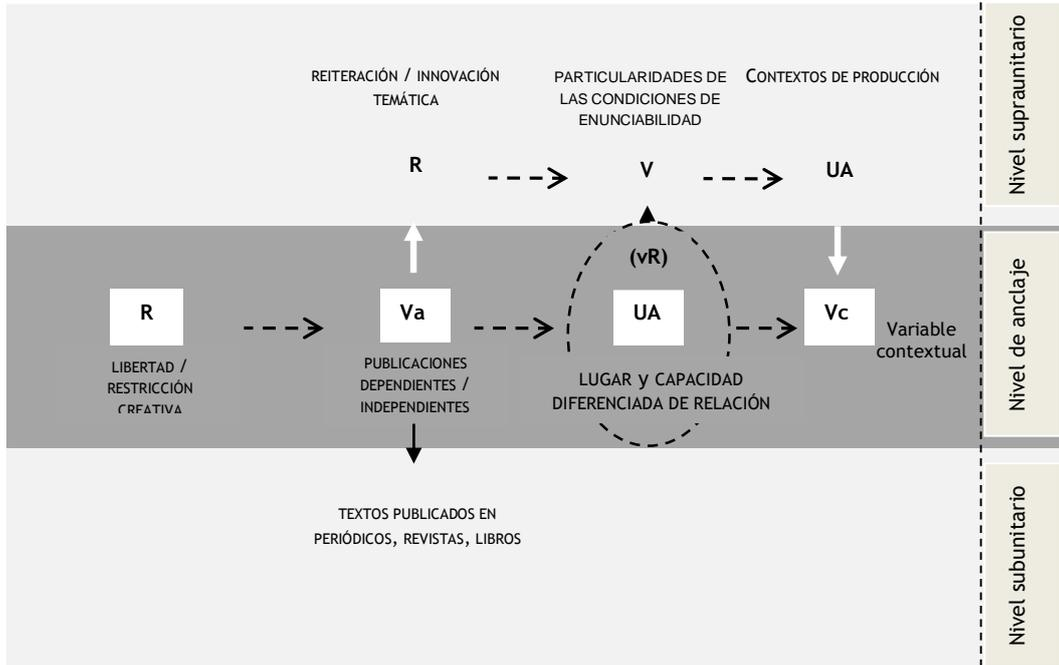 REITERACIÓN / INNOVACIÓN
TEMÁTICA
PARTICULARIDADES DE
LAS CONDICIONES DE
ENUNCIABILIDAD
CONTEXTOS DE PRODUCCIÓN
R
V
UA
Nivel supraunitario
(vR)
R
Va
UA
Vc
Variable
contextual
LIBERTAD /
RESTRICCIÓN
CREATIVA
PUBLICACIONES
DEPENDIENTES /
INDEPENDIENTES
LUGAR y CAPACIDAD
DIFERENCIADA DE RELACIÓN
Nivel de anclaje
TEXTOS PUBLICADOS EN
PERIÓDICOS, REVISTAS, LIBROS
Nivel subunitario